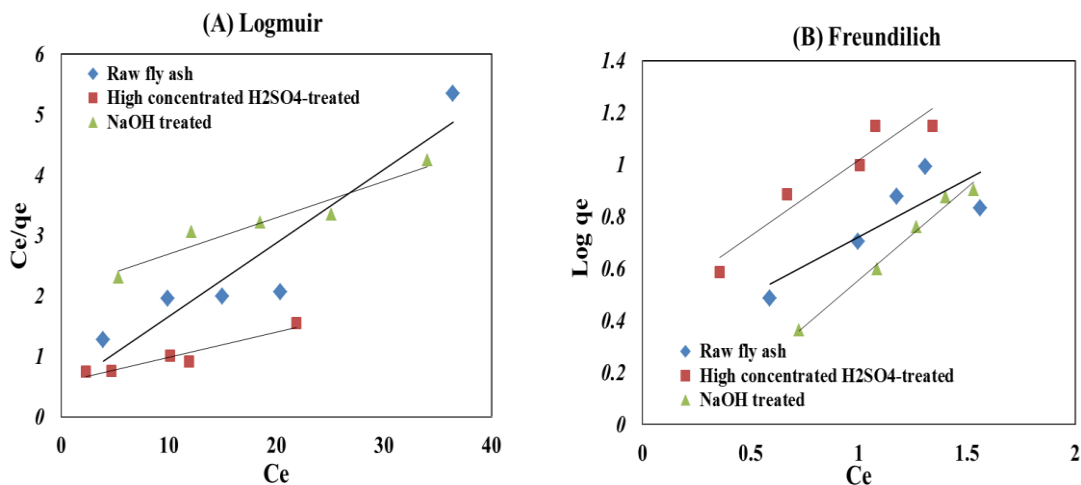 (A) Logmuir
6
5
4
3
2
1
0
Ce/qe
Raw fly ash
High concentrated H2SO4-treated
NaOH treated
0 10 20 30 40
Ce
(B) Freundilich
1.4
1.2
1
0.8
0.6
0.4
0.2
0
Log qe
Raw fly ash
High concentrated H2SO4-treated
NaOH treated
0 0.5 1 1.5 2
Ce